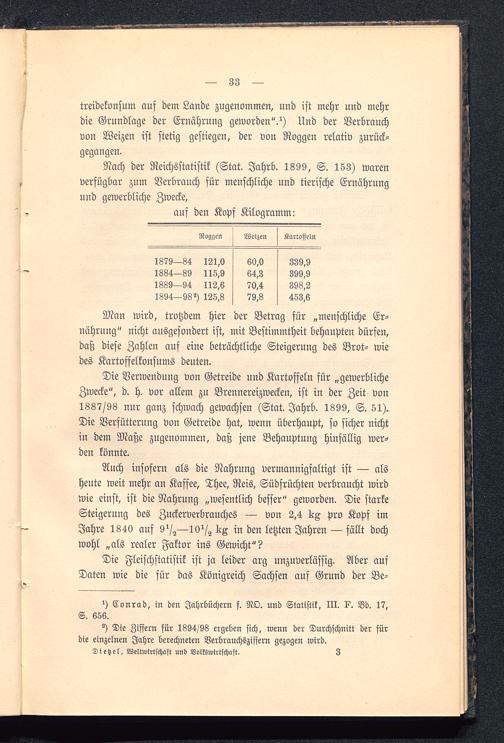 — 33 —
treidekonsum auf dem Lande zugenommen, und ist mehr und mehr
die Grundlage der Ernährung geworden“.¹) Und der Verbrauch
von Weizen ist stetig gestiegen, der von Roggen relativ zurück-
gegangen.
Nach der Reichsstatistik (Stat. Jahrb. 1899, S. 153) waren
verfügbar zum Verbrauch für menschliche und tierische Ernährung
und gewerbliche Zwecke,
auf den Kopf Kilogramm:
Roggen Weizen Kartoffeln
1879—84 121,0 60,0 339,9
1884—89 115,9 64,3 399,9
1889—94 112,6 70,4 398,2
1894—98²) 125,8 79,8 453,6
Man wird, trotzdem hier der Betrag für „menschliche Er-
nährung“ nicht ausgesondert ist, mit Bestimmtheit behaupten dürfen,
daß diese Zahlen auf eine beträchtliche Steigerung des Brot- wie
des Kartoffelkonsums deuten.
Die Verwendung von Getreide und Kartoffeln für „gewerbliche
Zwecke“, d. h. vor allem zu Brennereizwecken, ist in der Zeit von
1887/98 nur ganz schwach gewachsen (Stat. Jahrb. 1899, S. 51).
Die Verfütterung von Getreide hat, wenn überhaupt, so sicher nicht
in dem Maße zugenommen, daß jene Behauptung hinfällig wer-
den könnte.
Auch insofern als die Nahrung vermannigfaltigt ist — als
heute weit mehr an Kaffee, Thee, Reis, Südfrüchten verbraucht wird
wie einst, ist die Nahrung „wesentlich besser“ geworden. Die starke
Steigerung des Zuckerverbrauches — von 2,4 kg pro Kopf im
Jahre 1840 auf 9¹/₂—10¹/₂ kg in den letzten Jahren — fällt doch
wohl „als realer Faktor ins Gewicht“?
Die Fleischstatistik ist ja leider arg unzuverlässig. Aber auf
Daten wie die für das Königreich Sachsen auf Grund der Be-
¹) Conrad, in den Jahrbüchern f. NÖ. und Statistik, III. F. Bd. 17,
S. 656.
²) Die Ziffern für 1894/98 ergeben sich, wenn der Durchschnitt der für
die einzelnen Jahre berechneten Verbrauchsziffern gezogen wird.
Dietzel, Weltwirtschaft und Volkswirtschaft. 3